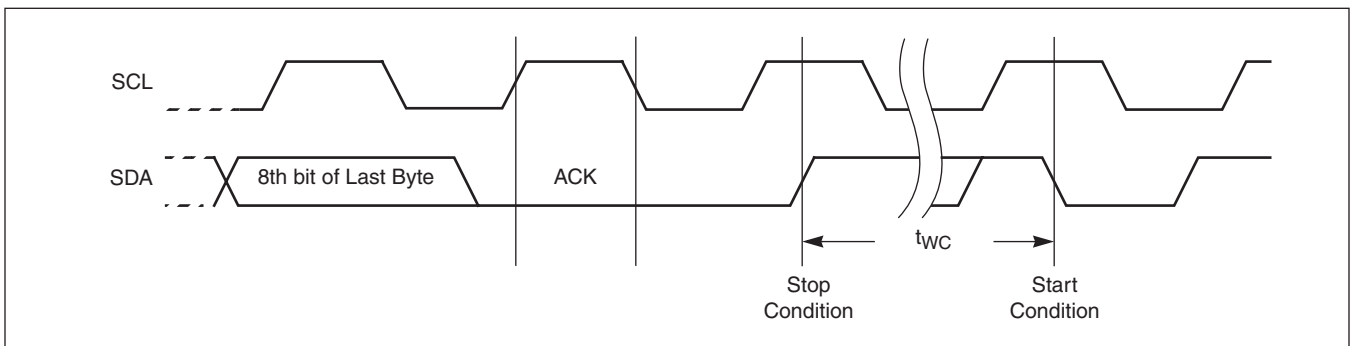 SCL
SDA
8th bit of Last Byte
ACK
tWC
Stop
Condition
Start
Condition